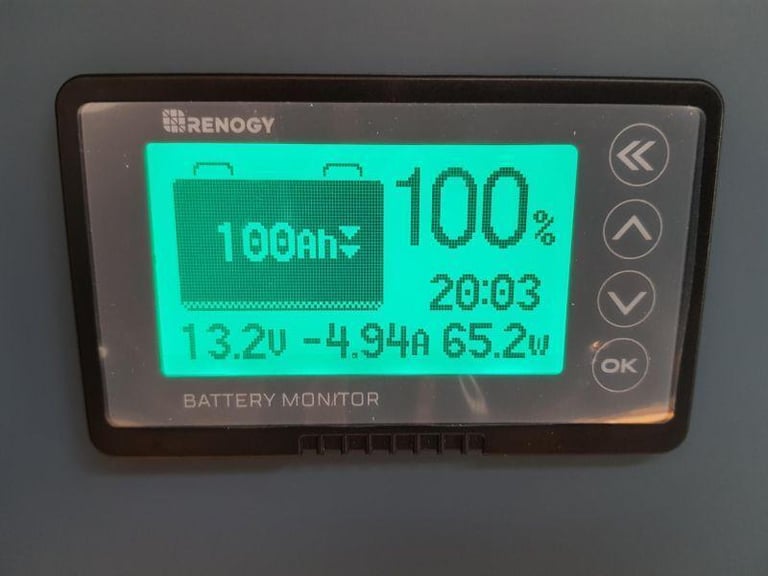 RENOGY
100Ah
100%
20:03
13.2V -4.94A 65.2W
OK
BATTERY MONITOR